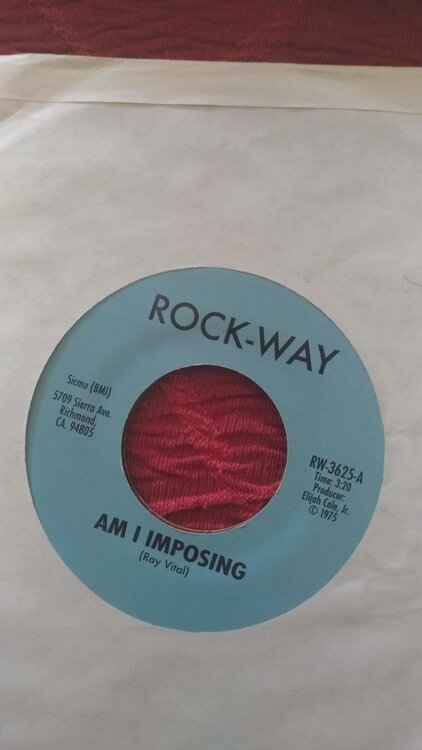 ROCK-WAY
Sicmu (BMI)
5709 Sierra Ave.
Richmond,
CA. 94805
RW-3625-A
Time: 3:20
Producer:
Elijah Cole, Jr.
© 1975
AM I IMPOSING
(Ray Vital)